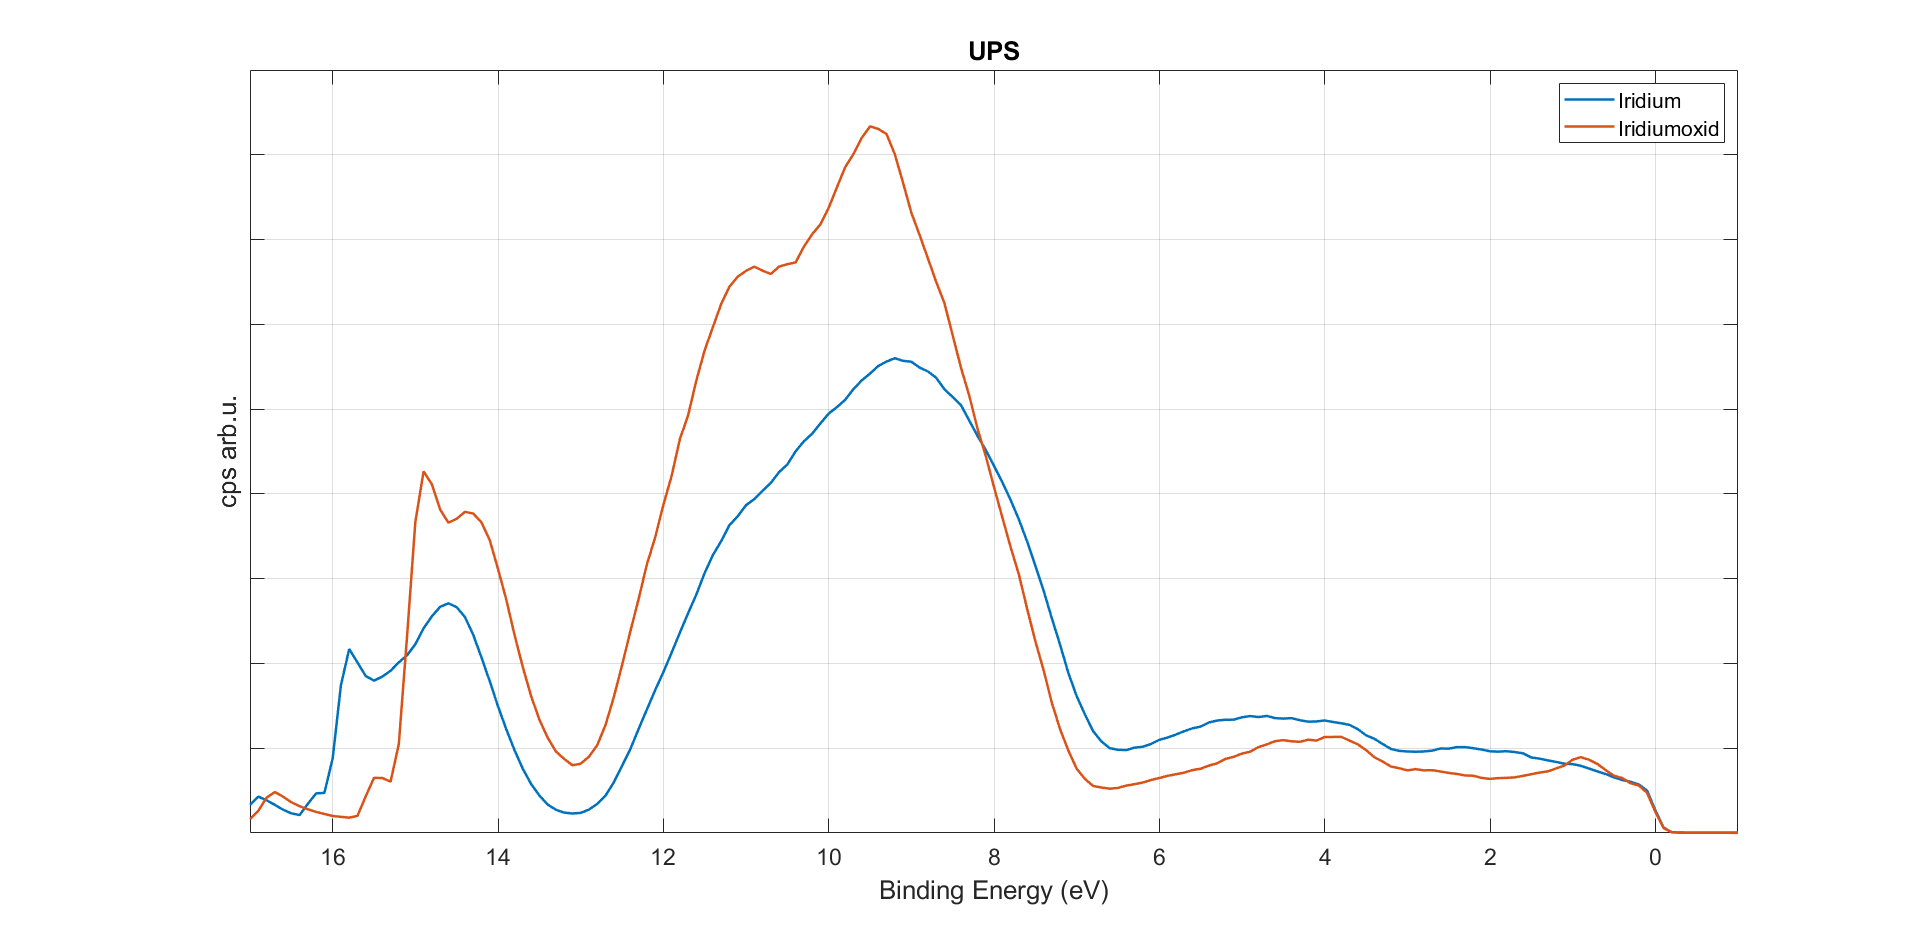 UPS
Iridium
Iridiumoxid
cps arb.u.
16 14 12 10 8 6 4 2 0
Binding Energy (eV)